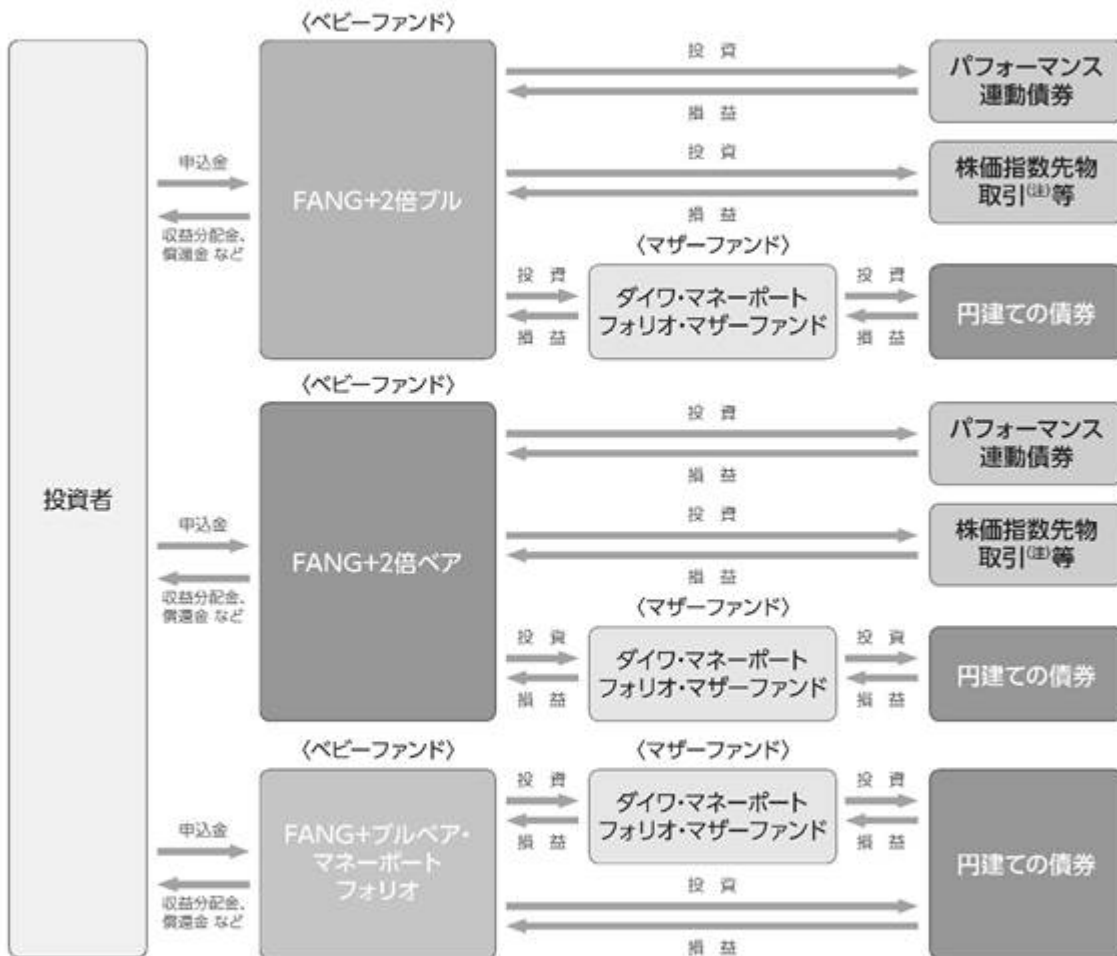 〈ベビーファンド〉
投資
パフォーマンス
連動債券
損益
申込金
投資
FANG+2倍ブル
株価指数先物
取引(注)等
損益
収益分配金、
償還金 など
〈マザーファンド〉
投資
ダイワ・マネーポート
フォリオ・マザーファンド
投資
円建ての債券
損益
損益
〈ベビーファンド〉
投資
パフォーマンス
連動債券
損益
投資者
申込金
投資
FANG+2倍ベア
株価指数先物
取引(注)等
損益
収益分配金、
償還金 など
〈マザーファンド〉
投資
ダイワ・マネーポート
フォリオ・マザーファンド
投資
円建ての債券
損益
損益
〈ベビーファンド〉
〈マザーファンド〉
投資
ダイワ・マネーポート
フォリオ・マザーファンド
投資
損益
損益
申込金
FANG+ブルベア・
マネーポート
フォリオ
円建ての債券
収益分配金、
償還金 など
投資
損益